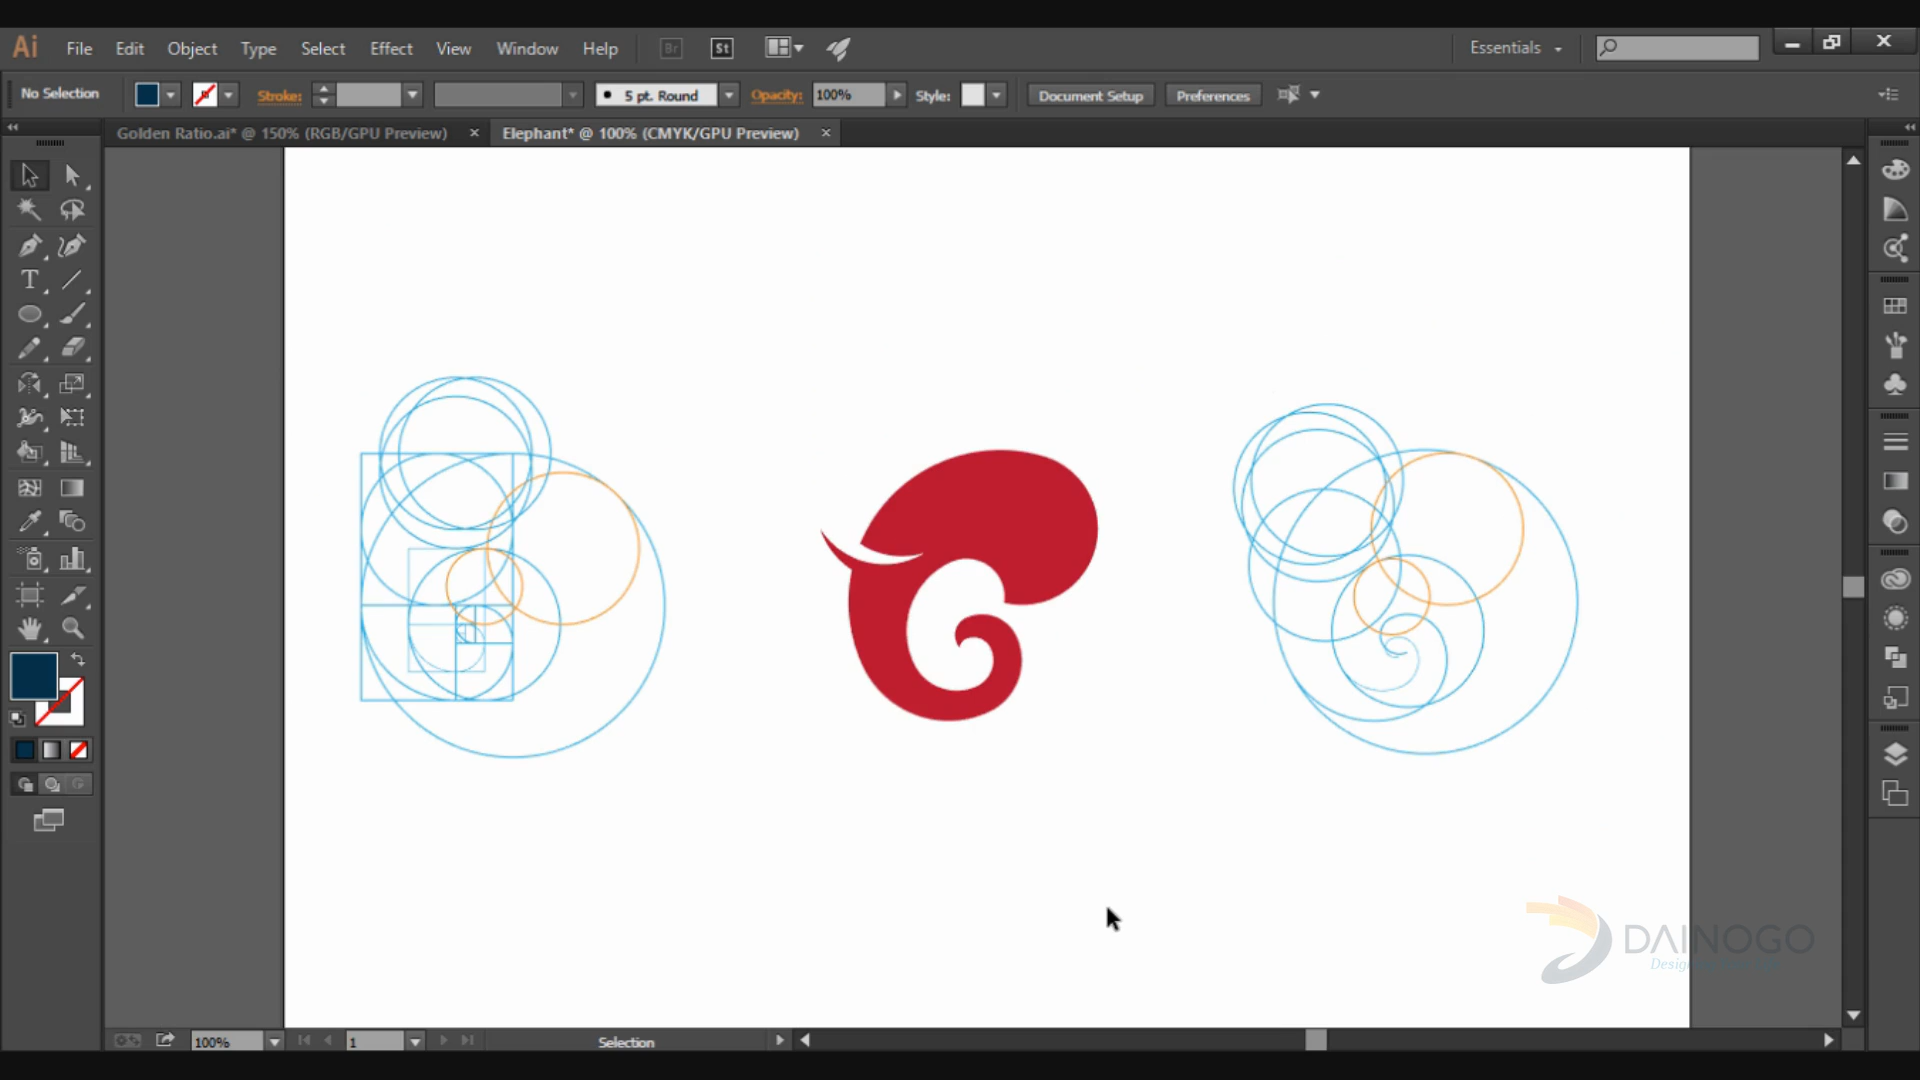 Ai File Edit Object Type Select Effect View Window Help Br St Essentials
No Selection Stroke: 5 pt. Round Opacity: 100% Style: Document Setup Preferences
Golden Ratio.ai* @ 150% (RGB/GPU Preview) × Elephant* @ 100% (CMYK/GPU Preview) ×
DAINOGO
100% 1 Selection